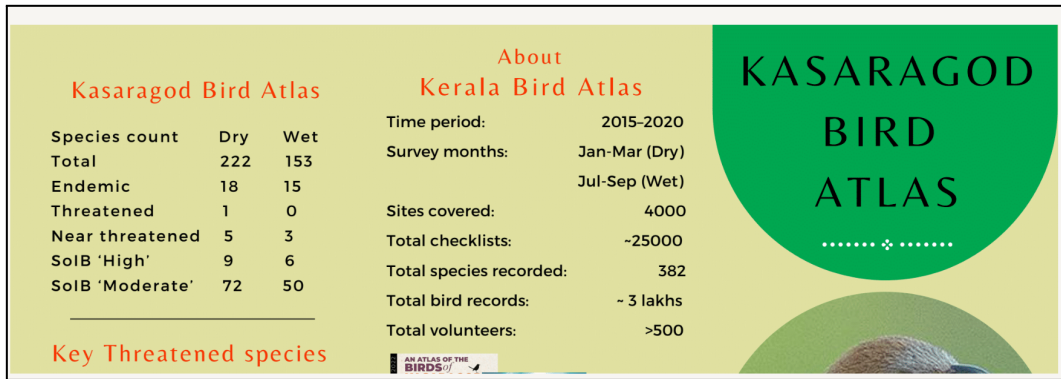 Kasaragod Bird Atlas
Species count Dry Wet
Total 222 153
Endemic 18 15
Threatened 1 0
Near threatened 5 3
SoIB ‘High’ 9 6
SoIB ‘Moderate’ 72 50
Key Threatened species
About
Kerala Bird Atlas
Time period: 2015–2020
Survey months: Jan-Mar (Dry)
Jul-Sep (Wet)
Sites covered: 4000
Total checklists: ~25000
Total species recorded: 382
Total bird records: ~ 3 lakhs
Total volunteers: >500
AN ATLAS OF THE
BIRDS of
KASARAGOD
BIRD
ATLAS